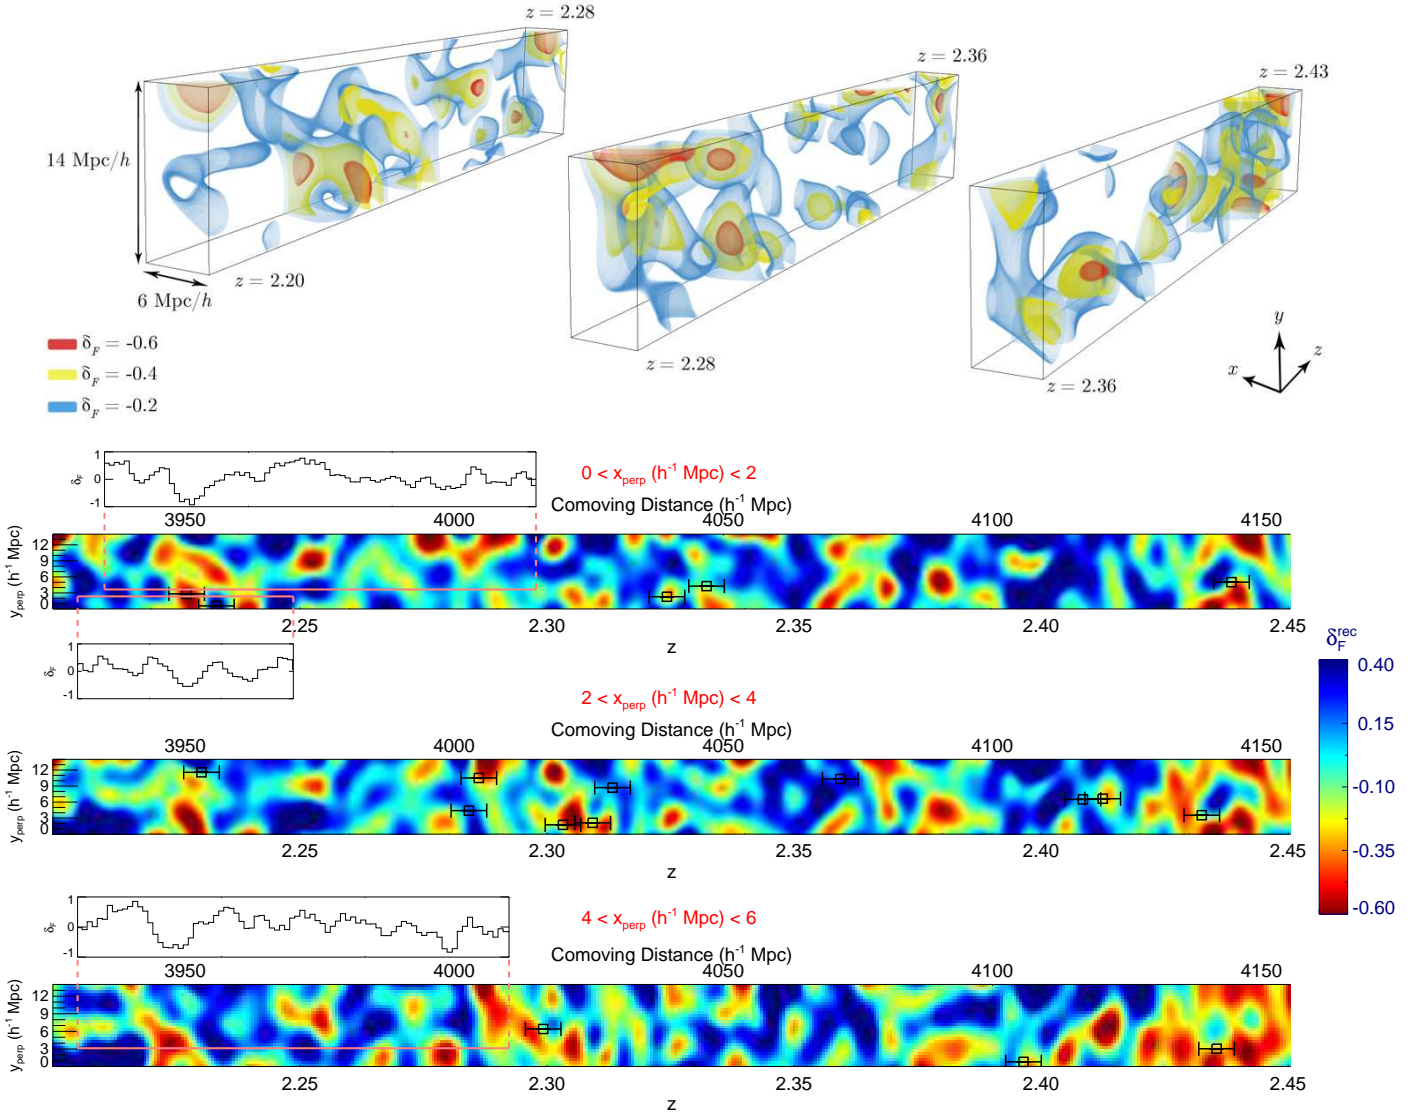 z = 2.28
z = 2.36
z = 2.43
14 Mpc/h
6 Mpc/h
z = 2.20
z = 2.28
z = 2.36
y
x
z
δF = -0.6
δF = -0.4
δF = -0.2
δF
1
0
-1
0 < xperp (h-1 Mpc) < 2
Comoving Distance (h-1 Mpc)
3950 4000 4050 4100 4150
yperp (h-1 Mpc)
12
9
6
3
0
2.25 2.30 2.35 2.40 2.45
z
δF
1
0
-1
2 < xperp (h-1 Mpc) < 4
Comoving Distance (h-1 Mpc)
3950 4000 4050 4100 4150
yperp (h-1 Mpc)
12
9
6
3
0
2.25 2.30 2.35 2.40 2.45
z
δF
1
0
-1
4 < xperp (h-1 Mpc) < 6
Comoving Distance (h-1 Mpc)
3950 4000 4050 4100 4150
yperp (h-1 Mpc)
12
9
6
3
0
2.25 2.30 2.35 2.40 2.45
z
δFrec
0.40
0.15
-0.10
-0.35
-0.60